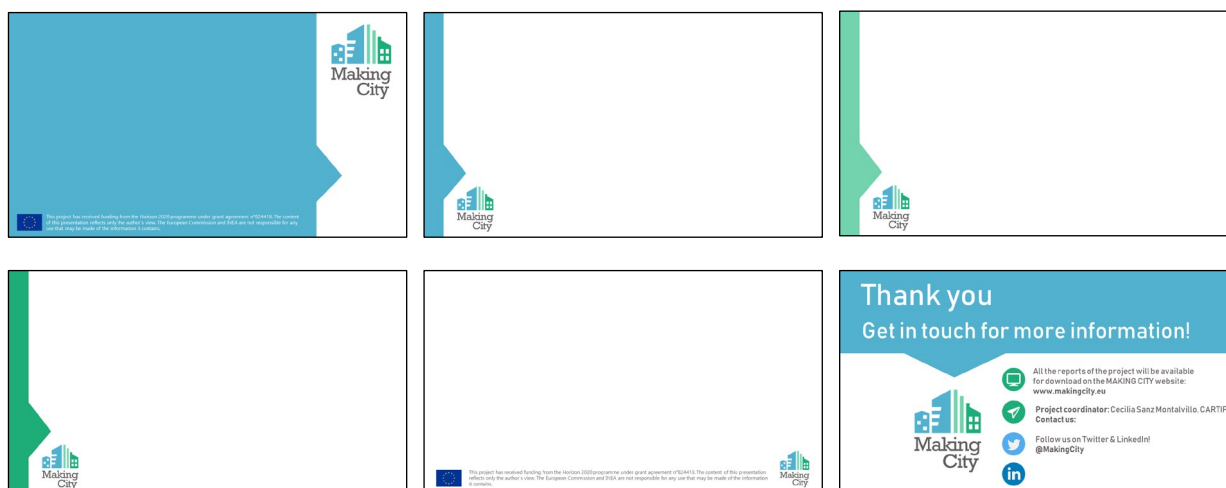 Making
City
This project has received funding from the Horizon 2020 programme under grant agreement n°824418. The content
of this presentation reflects only the author's view. The European Commission and INEA are not responsible for any
use that may be made of the information it contains.
Making
City
Making
City
Making
City
This project has received funding from the Horizon 2020 programme under grant agreement n°824418. The content of this presentation
reflects only the author's view. The European Commission and INEA are not responsible for any use that may be made of the information
it contains.
Making
City
Thank you
Get in touch for more information!
All the reports of the project will be available
for download on the MAKING CITY website:
www.makingcity.eu
Project coordinator: Cecilia Sanz Montalvillo. CARTIF
Contact us:
Follow us on Twitter & LinkedIn!
@MakingCity
in
Making
City